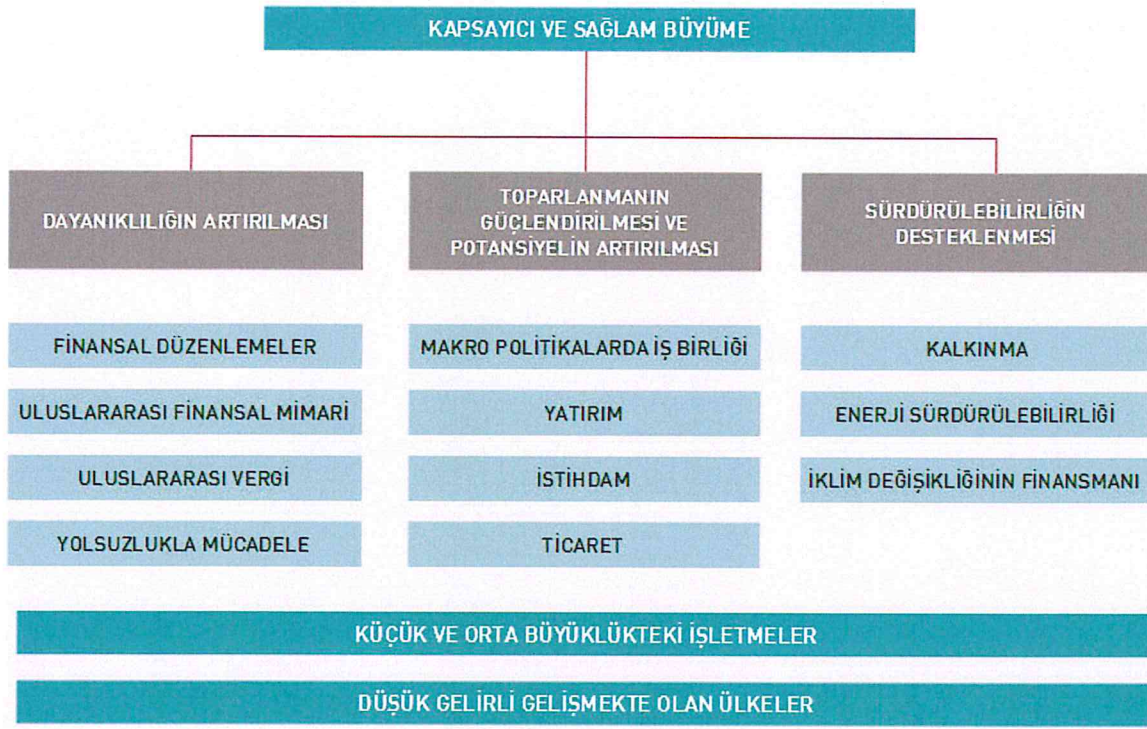 KAPSAYICI VE SAĞLAM BÜYÜME
DAYANIKLILIĞIN ARTIRILMASI
TOPARLANMANIN
GÜÇLENDİRİLMESİ VE
POTANSİYELİN ARTIRILMASI
SÜRDÜRÜLEBİLİRLİĞİN
DESTEKLENMESİ
FİNANSAL DÜZENLEMELER
MAKRO POLİTİKALARDA İŞ BİRLİĞİ
KALKINMA
ULUSLARARASI FİNANSAL MİMARİ
YATIRIM
ENERJİ SÜRDÜRÜLEBİLİRLİĞİ
ULUSLARARASI VERGİ
İSTİHDAM
İKLİM DEĞİŞİKLİĞİNİN FİNANSMANI
YOLSUZLUKLA MÜCADELE
TİCARET
KÜÇÜK VE ORTA BÜYÜKLÜKTEKİ İŞLETMELER
DÜŞÜK GELİRLİ GELİŞMEKTE OLAN ÜLKELER